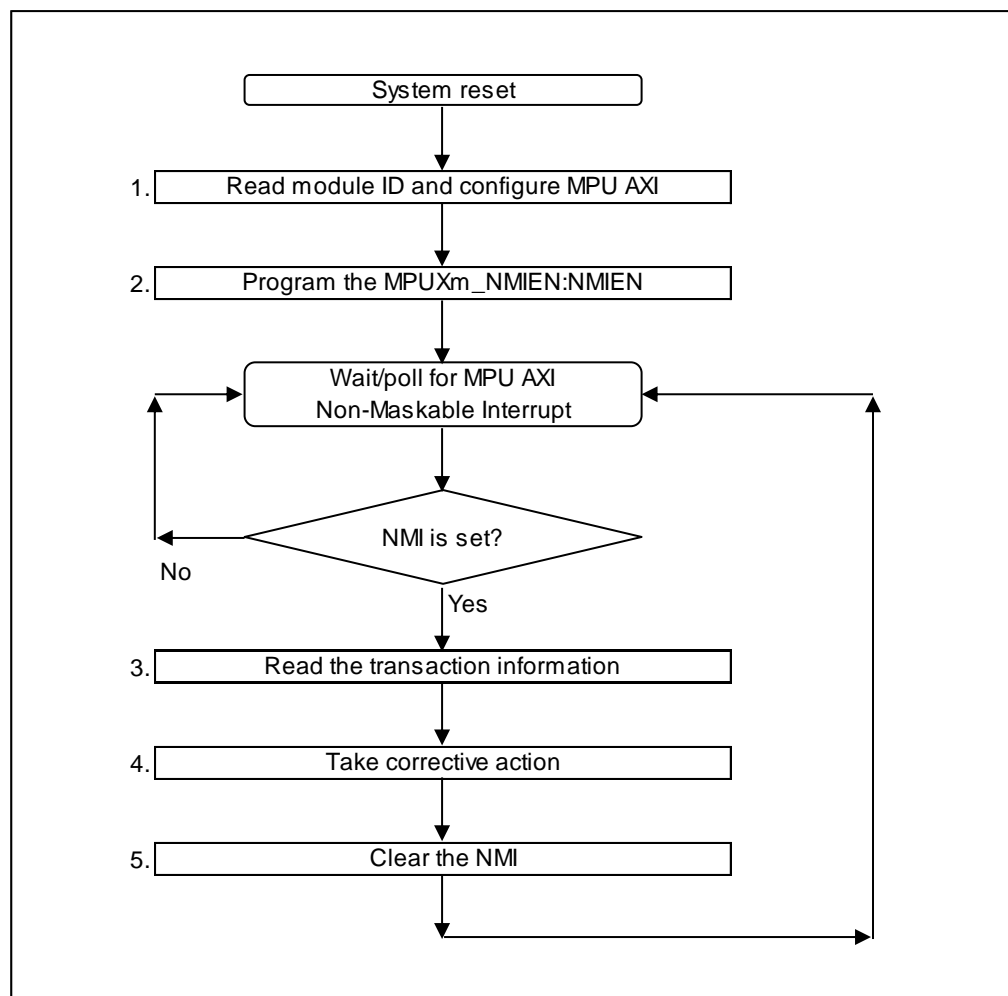 System reset
1. Read module ID and configure MPU AXI
2. Program the MPUXm_NMIEN:NMIEN
Wait/poll for MPU AXI
Non-Maskable Interrupt
NMI is set?
No
Yes
3. Read the transaction information
4. Take corrective action
5. Clear the NMI